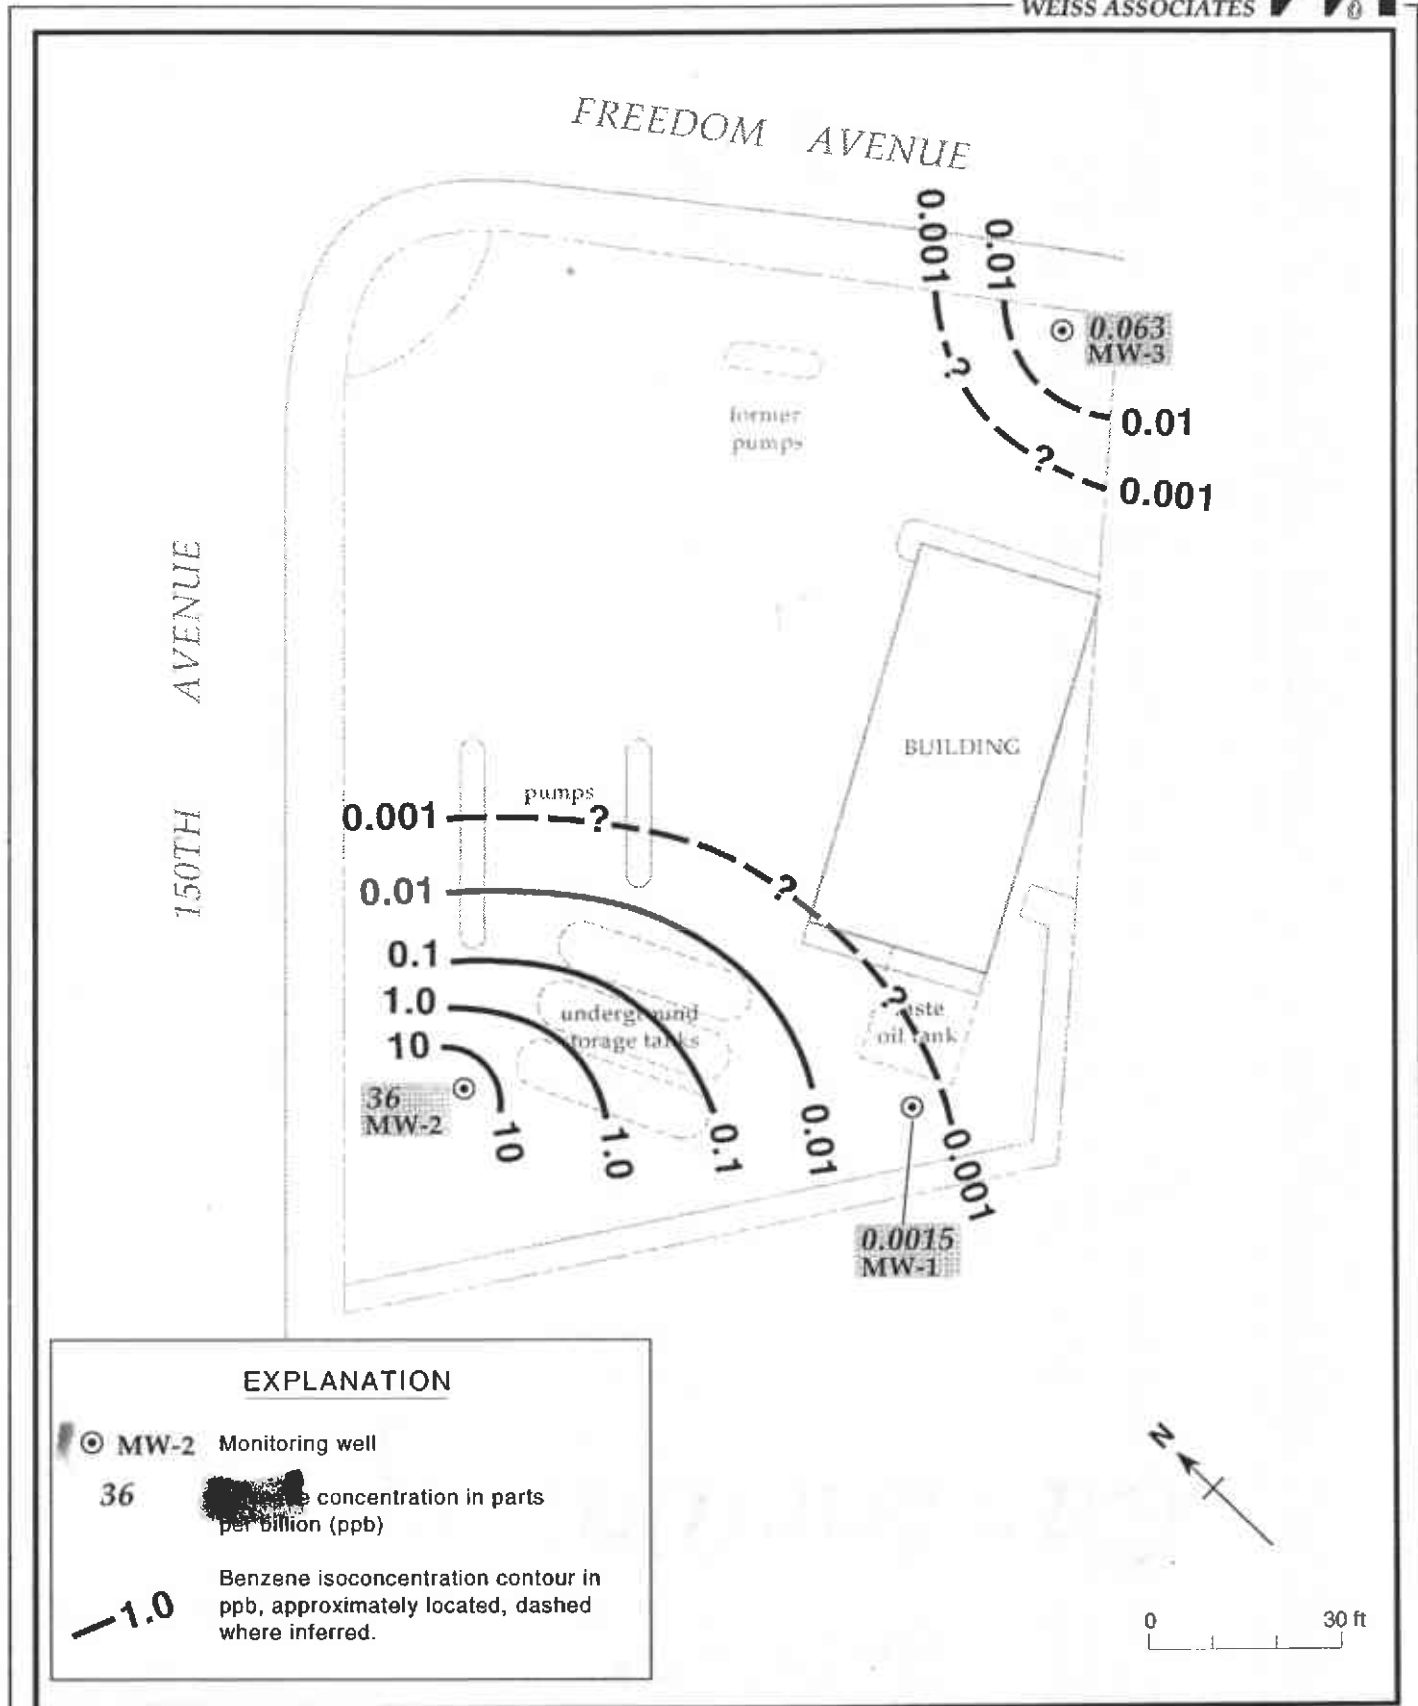 WEISS ASSOCIATES
FREEDOM AVENUE
0.001
0.01
0.063
MW-3
?
0.01
?
0.001
former
pumps
150TH AVENUE
BUILDING
pumps
0.001
?
0.01
?
0.1
1.0
10
underground
storage tanks
?
oil tank
36
MW-2
10
1.0
0.1
0.01
0.001
0.0015
MW-1
EXPLANATION
MW-2 Monitoring well
36 concentration in parts
per billion (ppb)
1.0 Benzene isoconcentration contour in
ppb, approximately located, dashed
where inferred.
N
0 30 ft